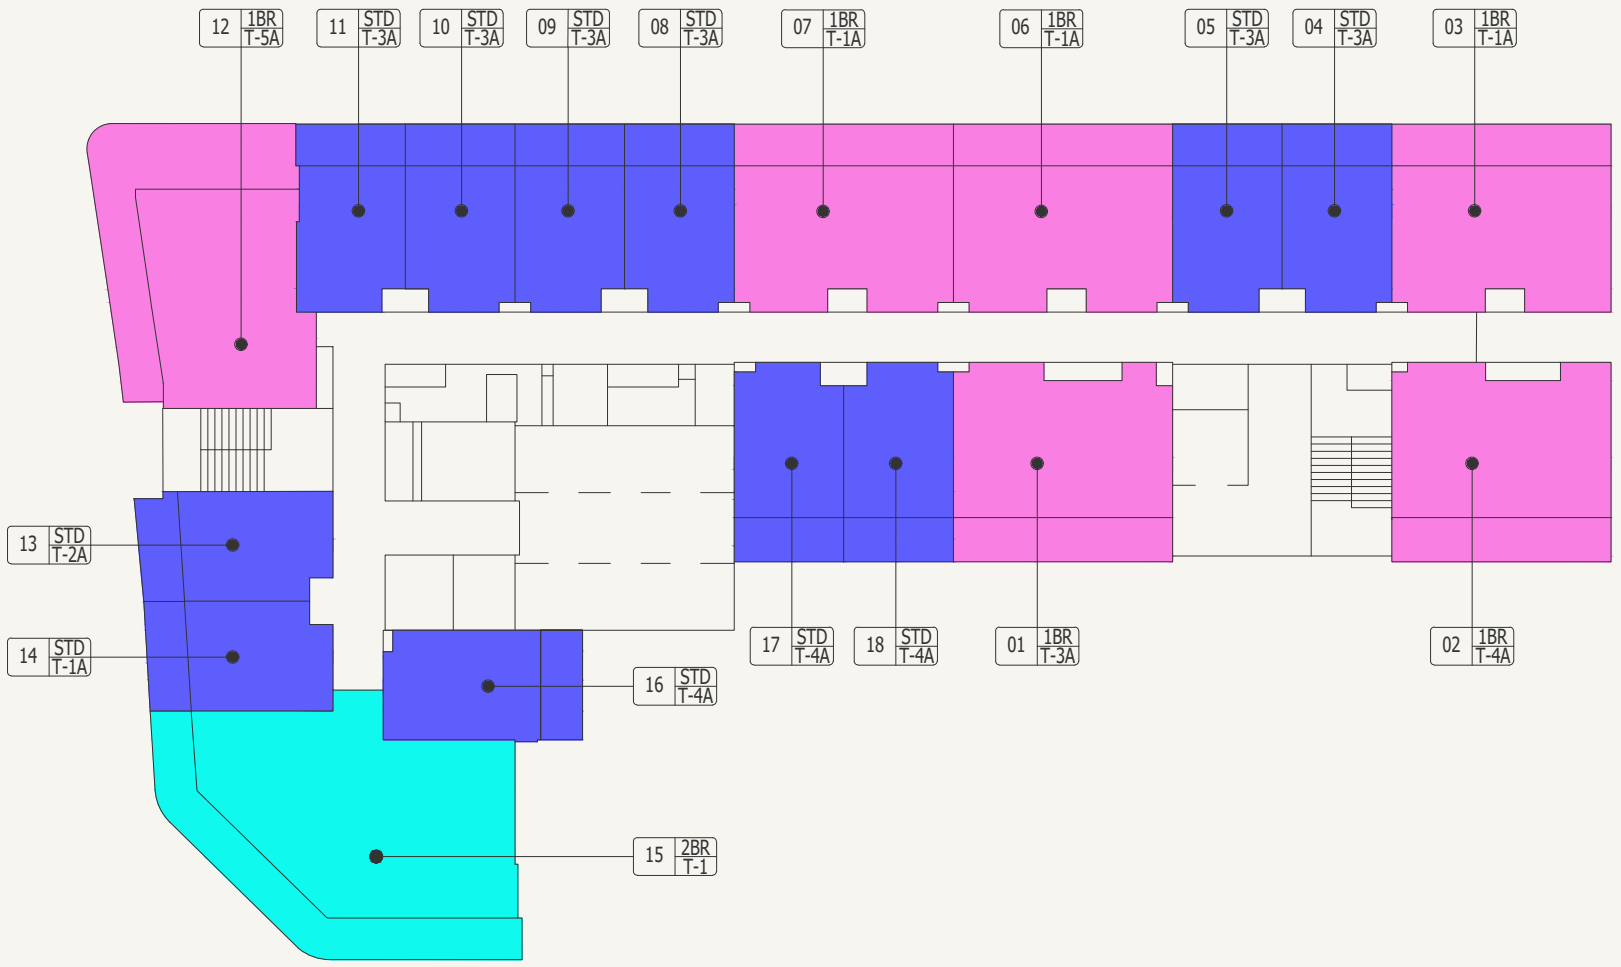 12 1BR T-5A
11 STD T-3A
10 STD T-3A
09 STD T-3A
08 STD T-3A
07 1BR T-1A
06 1BR T-1A
05 STD T-3A
04 STD T-3A
03 1BR T-1A
13 STD T-2A
14 STD T-1A
17 STD T-4A
18 STD T-4A
01 1BR T-3A
02 1BR T-4A
16 STD T-4A
15 2BR T-1